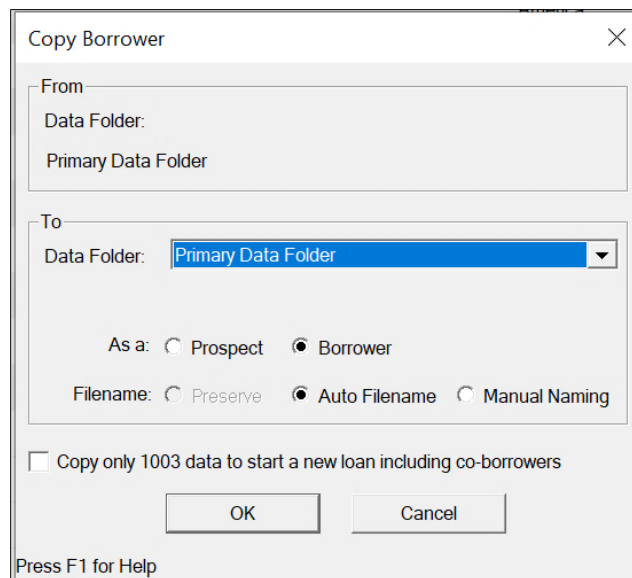 Copy Borrower
From
Data Folder:
Primary Data Folder
To
Data Folder: Primary Data Folder
As a: Prospect Borrower
Filename: Preserve Auto Filename Manual Naming
Copy only 1003 data to start a new loan including co-borrowers
OK Cancel
Press F1 for Help